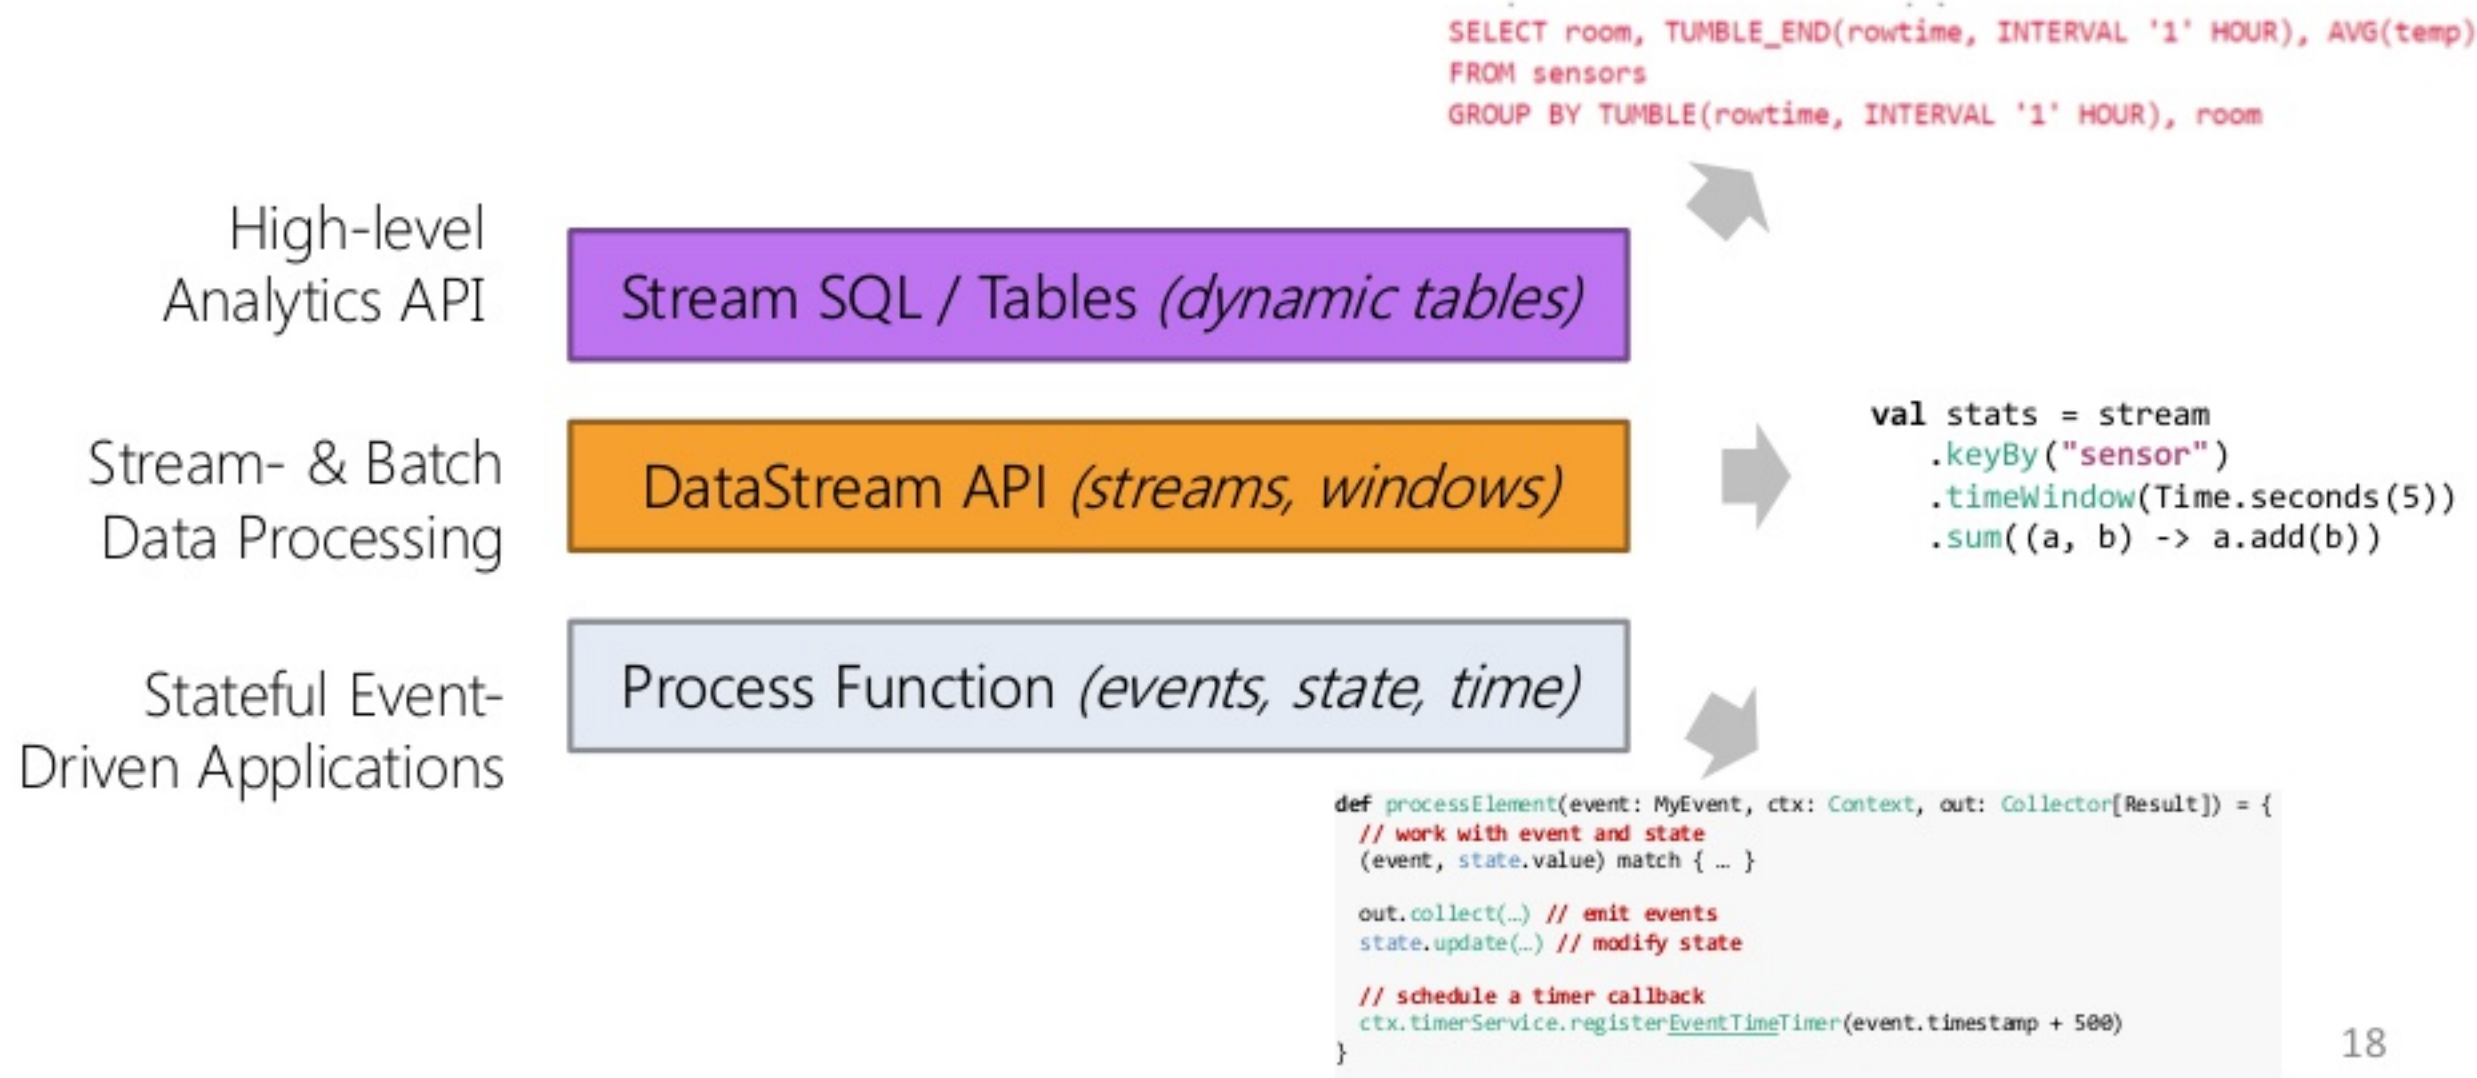 SELECT room, TUMBLE_END(rowtime, INTERVAL '1' HOUR), AVG(temp)
FROM sensors
GROUP BY TUMBLE(rowtime, INTERVAL '1' HOUR), room
High-level
Analytics API
Stream SQL / Tables (dynamic tables)
Stream- & Batch
Data Processing
DataStream API (streams, windows)
val stats = stream
.keyBy("sensor")
.timeWindow(Time.seconds(5))
.sum((a, b) -> a.add(b))
Stateful Event-
Driven Applications
Process Function (events, state, time)
def processElement(event: MyEvent, ctx: Context, out: Collector[Result]) = {
// work with event and state
(event, state.value) match { … }
out.collect(…) // emit events
state.update(…) // modify state
// schedule a timer callback
ctx.timerService.registerEventTimeTimer(event.timestamp + 500)
}
18